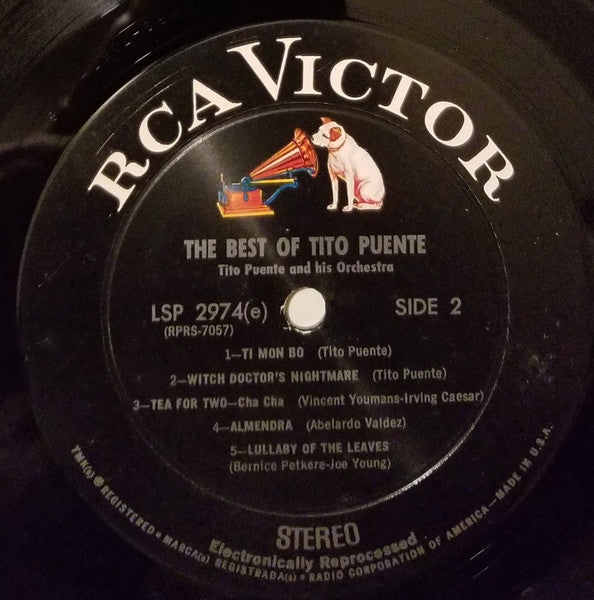 RCA VICTOR
THE BEST OF TITO PUENTE
Tito Puente and his Orchestra
LSP 2974(e)
(RPRS-7057)
SIDE 2
1—TI MON BO (Tito Puente)
2—WITCH DOCTOR'S NIGHTMARE (Tito Puente)
3—TEA FOR TWO—Cha Cha (Vincent Youmans-Irving Caesar)
4—ALMENDRA (Abelardo Valdez)
5—LULLABY OF THE LEAVES
(Bernice Petkere-Joe Young)
STEREO
Electronically Reprocessed
TMK(s) ® REGISTERED • MARCA(s) REGISTRADA(s) • RADIO CORPORATION OF AMERICA—MADE IN U.S.A.